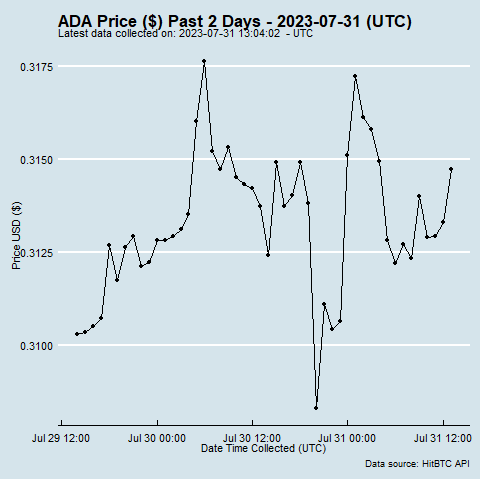 ADA Price ($) Past 2 Days - 2023-07-31 (UTC)
Latest data collected on: 2023-07-31 13:04:02 - UTC
0.3175
0.3150
0.3125
0.3100
Price USD ($)
Jul 29 12:00 Jul 30 00:00 Jul 30 12:00 Jul 31 00:00 Jul 31 12:00
Date Time Collected (UTC)
Data source: HitBTC API